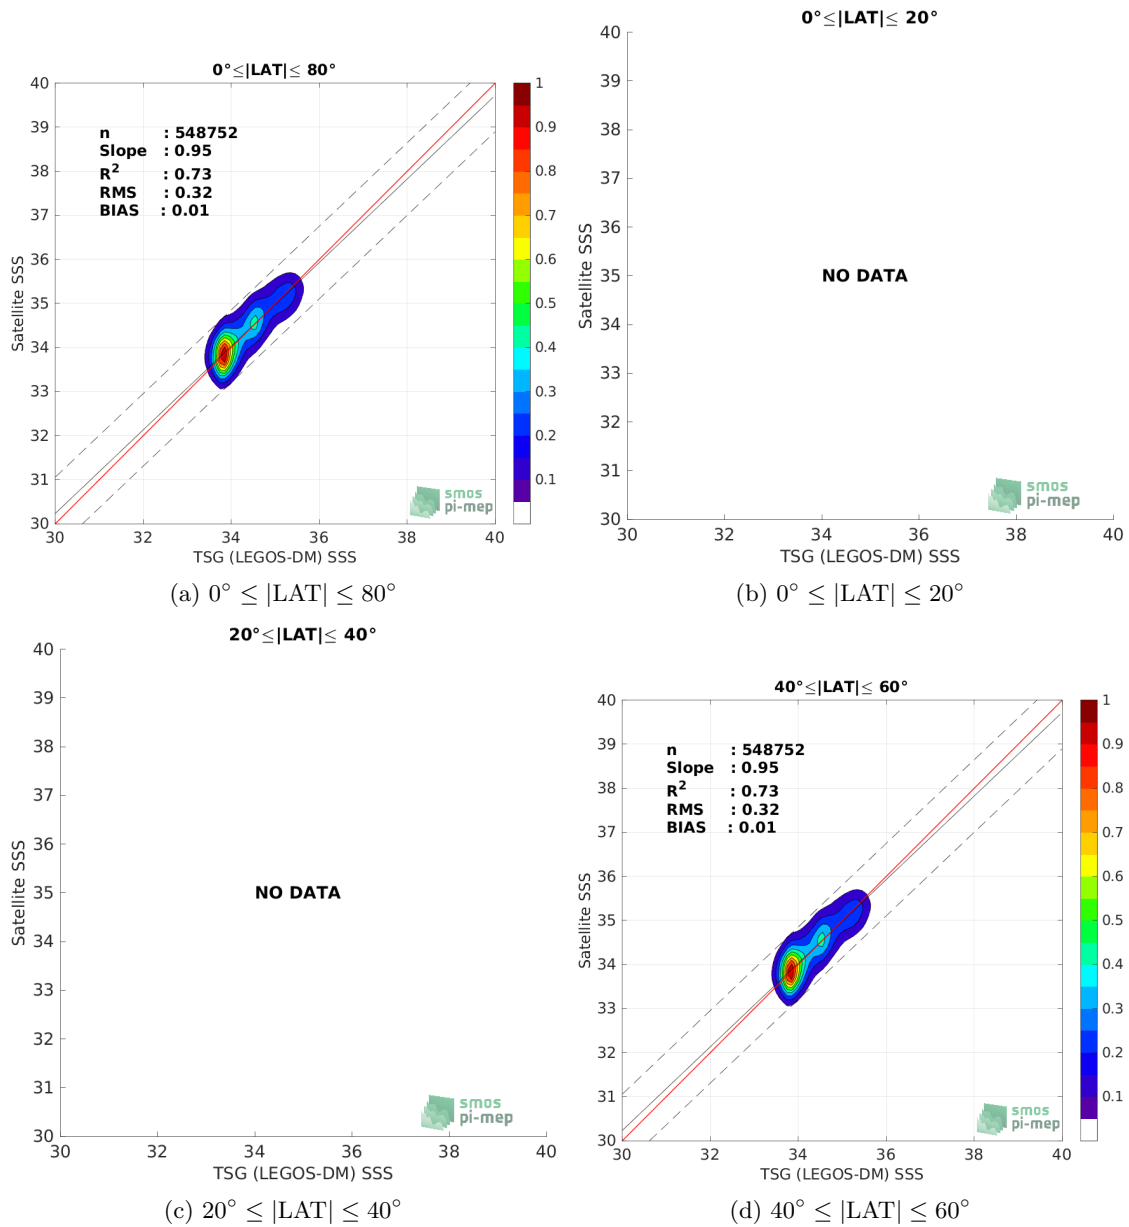 0°≤|LAT|≤ 80°
40
39
38
37
36
35
34
33
32
31
30
Satellite SSS
n : 548752
Slope : 0.95
R² : 0.73
RMS : 0.32
BIAS : 0.01
smos
pi-mep
30 32 34 36 38 40
TSG (LEGOS-DM) SSS
1
0.9
0.8
0.7
0.6
0.5
0.4
0.3
0.2
0.1
(a) 0° ≤ |LAT| ≤ 80°
0°≤|LAT|≤ 20°
40
39
38
37
36
35
34
33
32
31
30
Satellite SSS
NO DATA
smos
pi-mep
30 32 34 36 38 40
TSG (LEGOS-DM) SSS
(b) 0° ≤ |LAT| ≤ 20°
20°≤|LAT|≤ 40°
40
39
38
37
36
35
34
33
32
31
30
Satellite SSS
NO DATA
smos
pi-mep
30 32 34 36 38 40
TSG (LEGOS-DM) SSS
(c) 20° ≤ |LAT| ≤ 40°
40°≤|LAT|≤ 60°
40
39
38
37
36
35
34
33
32
31
30
Satellite SSS
n : 548752
Slope : 0.95
R² : 0.73
RMS : 0.32
BIAS : 0.01
smos
pi-mep
30 32 34 36 38 40
TSG (LEGOS-DM) SSS
1
0.9
0.8
0.7
0.6
0.5
0.4
0.3
0.2
0.1
(d) 40° ≤ |LAT| ≤ 60°